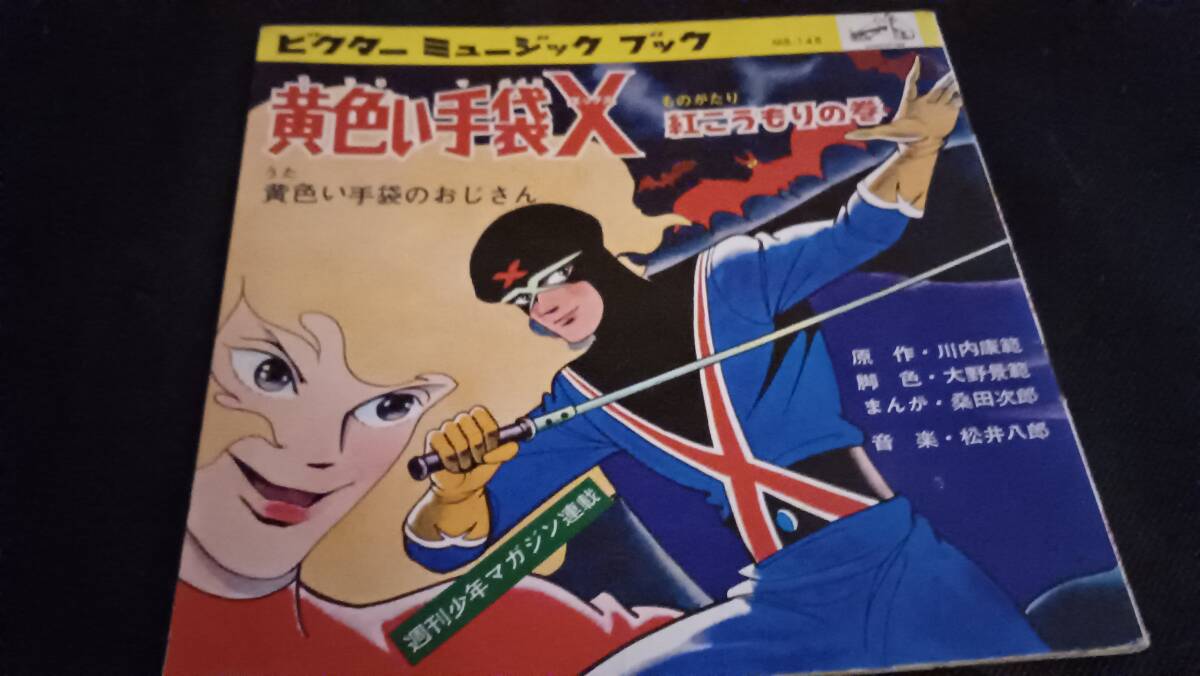 ビクター ミュージック ブック
MB-148
黄色い手袋X
ものがたり
紅こうもりの巻
うた
黄色い手袋のおじさん
原作・川内康範
脚色・大野景範
まんが・桑田次郎
音楽・松井八郎
週刊少年マガジン連載